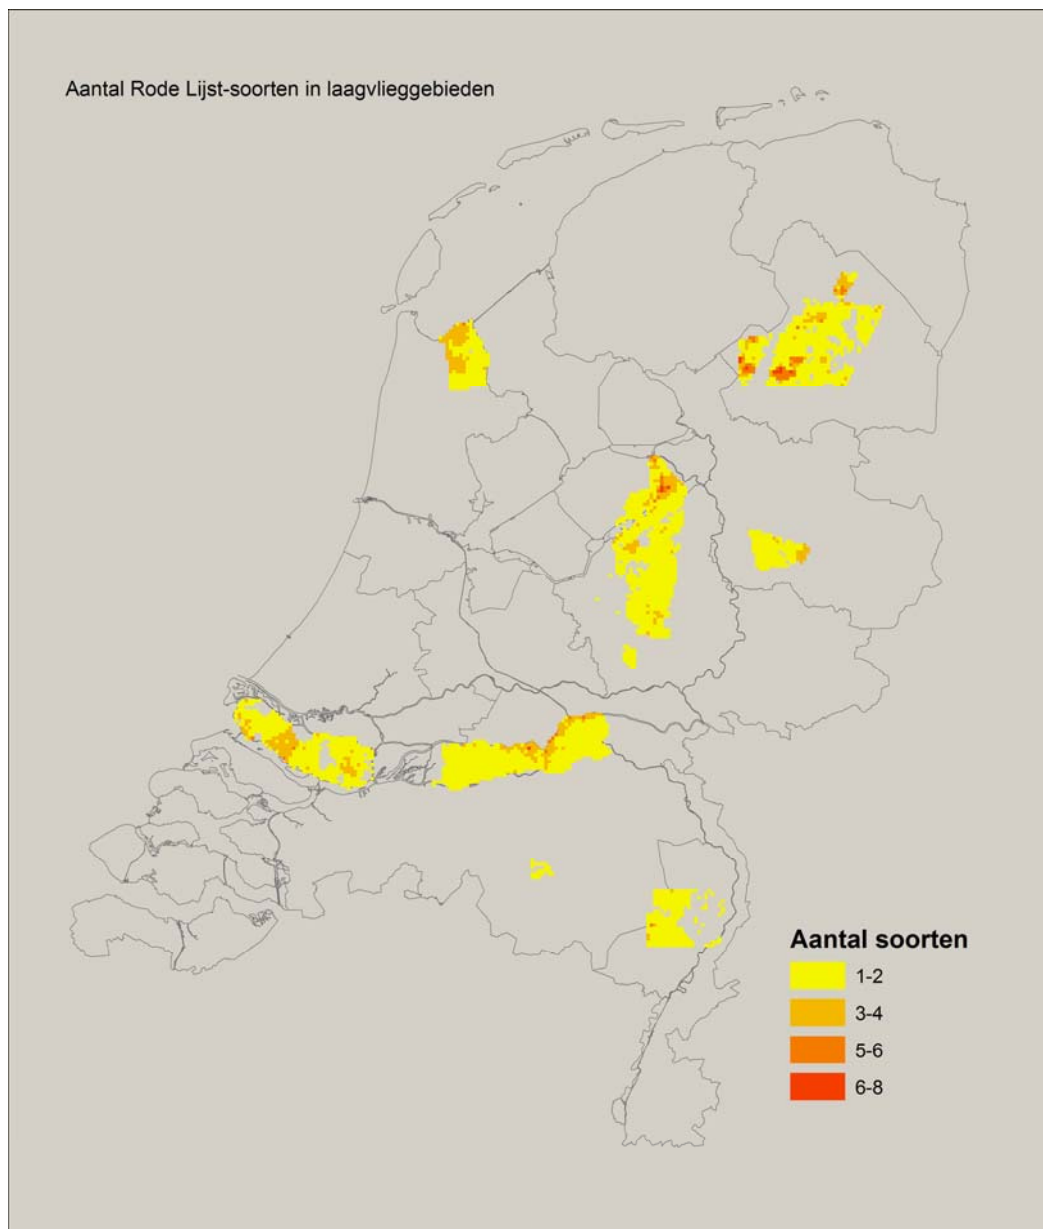 Aantal Rode Lijst-soorten in laagvlieggebieden
Aantal soorten
1-2
3-4
5-6
6-8